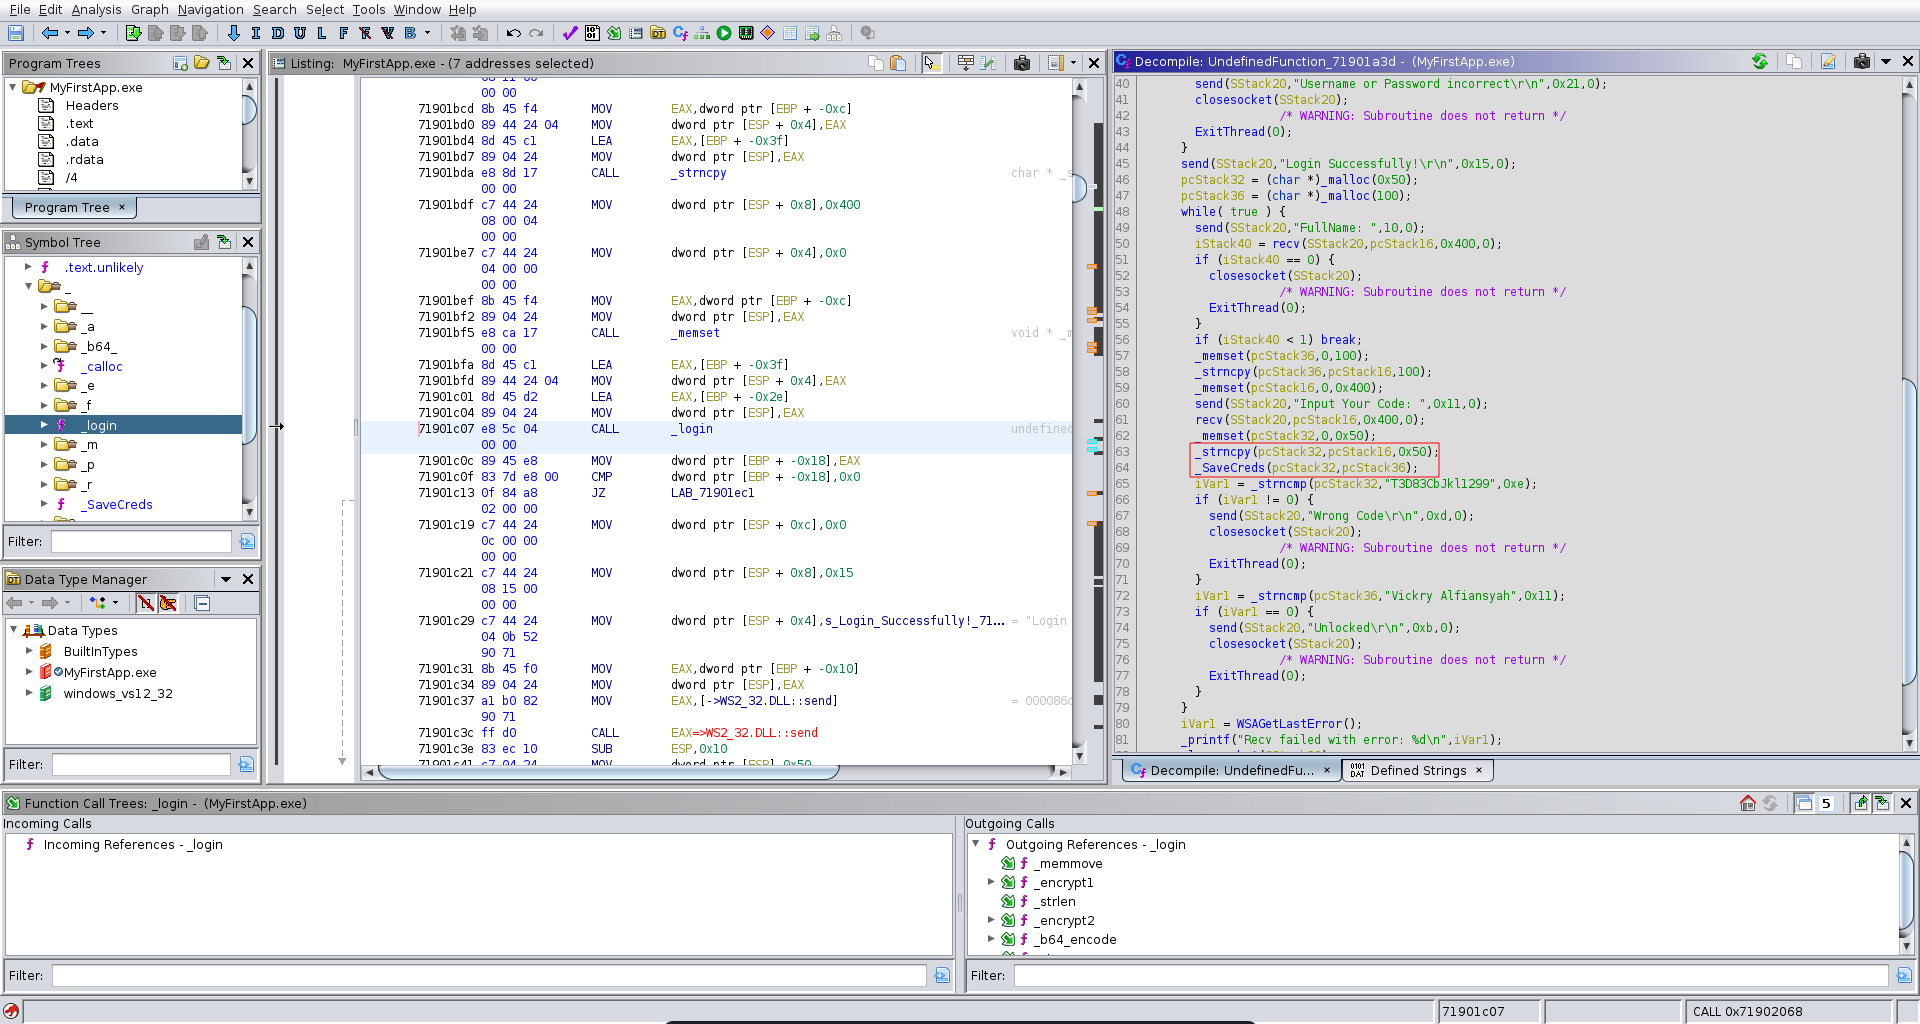 File Edit Analysis Graph Navigation Search Select Tools Window Help
Program Trees
MyFirstApp.exe
Headers
.text
.data
.rdata
/4
Program Tree ×
Symbol Tree
.text.unlikely
_
__
_a
_b64_
_calloc
_e
_f
_login
_m
_p
_r
_SaveCreds
Filter:
Data Type Manager
Data Types
BuiltInTypes
MyFirstApp.exe
windows_vs12_32
Filter:
Listing: MyFirstApp.exe - (7 addresses selected)
00 00
71901bcd 8b 45 f4 MOV EAX,dword ptr [EBP + -0xc]
71901bd0 89 44 24 04 MOV dword ptr [ESP + 0x4],EAX
71901bd4 8d 45 c1 LEA EAX,[EBP + -0x3f]
71901bd7 89 04 24 MOV dword ptr [ESP],EAX
71901bda e8 8d 17 CALL _strncpy char * _s
00 00
71901bdf c7 44 24 MOV dword ptr [ESP + 0x8],0x400
08 00 04
00 00
71901be7 c7 44 24 MOV dword ptr [ESP + 0x4],0x0
04 00 00
00 00
71901bef 8b 45 f4 MOV EAX,dword ptr [EBP + -0xc]
71901bf2 89 04 24 MOV dword ptr [ESP],EAX
71901bf5 e8 ca 17 CALL _memset void * _m
00 00
71901bfa 8d 45 c1 LEA EAX,[EBP + -0x3f]
71901bfd 89 44 24 04 MOV dword ptr [ESP + 0x4],EAX
71901c01 8d 45 d2 LEA EAX,[EBP + -0x2e]
71901c04 89 04 24 MOV dword ptr [ESP],EAX
71901c07 e8 5c 04 CALL _login undefined
00 00
71901c0c 89 45 e8 MOV dword ptr [EBP + -0x18],EAX
71901c0f 83 7d e8 00 CMP dword ptr [EBP + -0x18],0x0
71901c13 0f 84 a8 JZ LAB_71901ec1
02 00 00
71901c19 c7 44 24 MOV dword ptr [ESP + 0xc],0x0
0c 00 00
00 00
71901c21 c7 44 24 MOV dword ptr [ESP + 0x8],0x15
08 15 00
00 00
71901c29 c7 44 24 MOV dword ptr [ESP + 0x4],s_Login_Successfully!_71... = "Login
04 0b 52
90 71
71901c31 8b 45 f0 MOV EAX,dword ptr [EBP + -0x10]
71901c34 89 04 24 MOV dword ptr [ESP],EAX
71901c37 a1 b0 82 MOV EAX,[->WS2_32.DLL::send] = 000086c
90 71
71901c3c ff d0 CALL EAX=>WS2_32.DLL::send
71901c3e 83 ec 10 SUB ESP,0x10
71901c41 c7 04 24 MOV dword ptr [ESP],0x50
Decompile: UndefinedFunction_71901a3d - (MyFirstApp.exe)
40 send(SStack20,"Username or Password incorrect\r\n",0x21,0);
41 closesocket(SStack20);
42 /* WARNING: Subroutine does not return */
43 ExitThread(0);
44 }
45 send(SStack20,"Login Successfully!\r\n",0x15,0);
46 pcStack32 = (char *)_malloc(0x50);
47 pcStack36 = (char *)_malloc(100);
48 while( true ) {
49 send(SStack20,"FullName: ",10,0);
50 iStack40 = recv(SStack20,pcStack16,0x400,0);
51 if (iStack40 == 0) {
52 closesocket(SStack20);
53 /* WARNING: Subroutine does not return */
54 ExitThread(0);
55 }
56 if (iStack40 < 1) break;
57 _memset(pcStack36,0,100);
58 _strncpy(pcStack36,pcStack16,100);
59 _memset(pcStack16,0,0x400);
60 send(SStack20,"Input Your Code: ",0x11,0);
61 recv(SStack20,pcStack16,0x400,0);
62 _memset(pcStack32,0,0x50);
63 _strncpy(pcStack32,pcStack16,0x50);
64 _SaveCreds(pcStack32,pcStack36);
65 iVar1 = _strncmp(pcStack32,"T3D83CbJkl1299",0xe);
66 if (iVar1 != 0) {
67 send(SStack20,"Wrong Code\r\n",0xd,0);
68 closesocket(SStack20);
69 /* WARNING: Subroutine does not return */
70 ExitThread(0);
71 }
72 iVar1 = _strncmp(pcStack36,"Vickry Alfiansyah",0x11);
73 if (iVar1 == 0) {
74 send(SStack20,"Unlocked\r\n",0xb,0);
75 closesocket(SStack20);
76 /* WARNING: Subroutine does not return */
77 ExitThread(0);
78 }
79 }
80 iVar1 = WSAGetLastError();
81 _printf("Recv failed with error: %d\n",iVar1);
Decompile: UndefinedFu... × Defined Strings ×
Function Call Trees: _login - (MyFirstApp.exe)
5
Incoming Calls
Incoming References - _login
Filter:
Outgoing Calls
Outgoing References - _login
_memmove
_encrypt1
_strlen
_encrypt2
_b64_encode
Filter:
71901c07
CALL 0x71902068